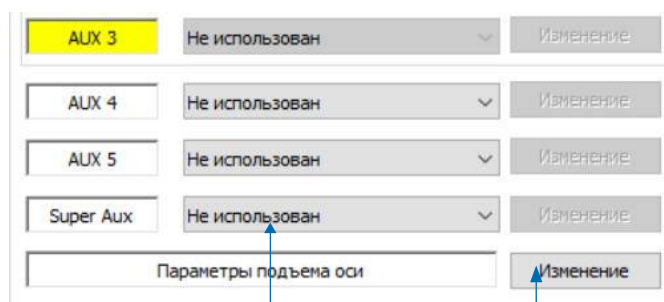 AUX 3 Не использован Изменение
AUX 4 Не использован Изменение
AUX 5 Не использован Изменение
Super Aux Не использован Изменение
Параметры подъема оси Изменение